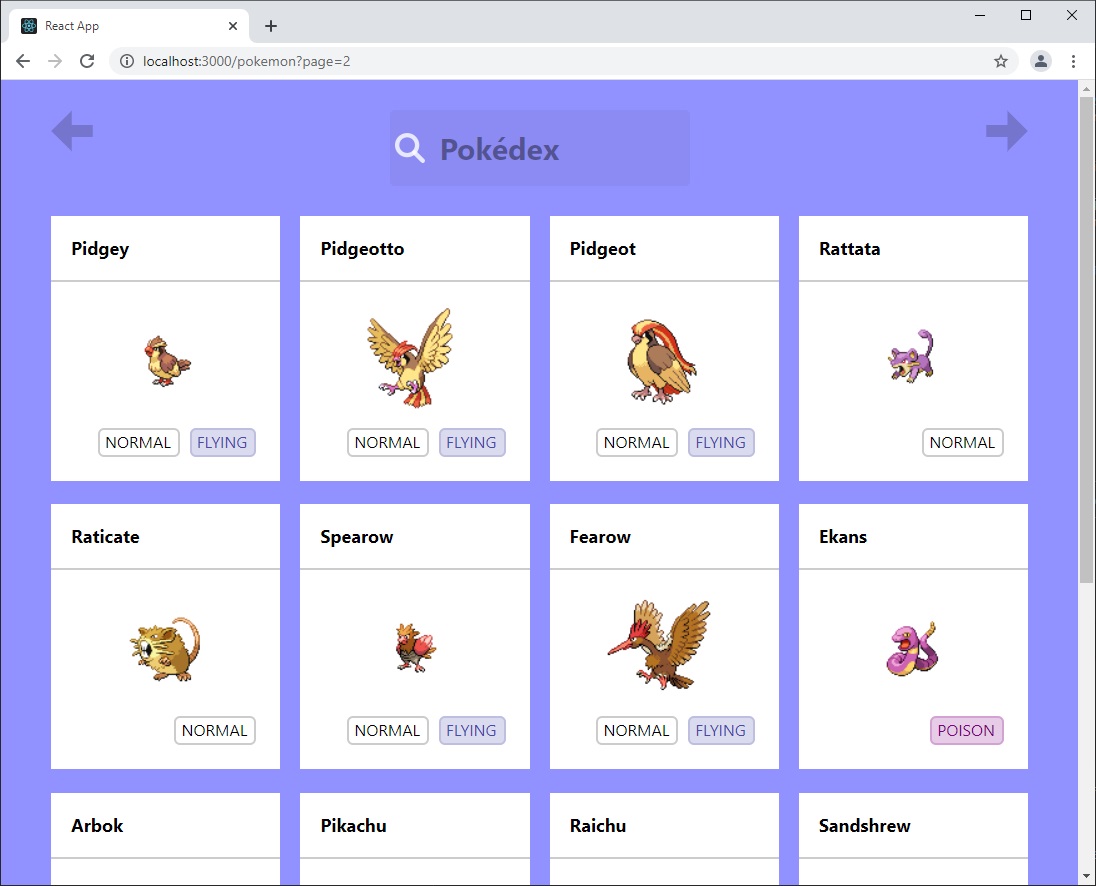 React App
localhost:3000/pokemon?page=2
Pokédex
Pidgey
Pidgeotto
Pidgeot
Rattata
NORMAL FLYING
NORMAL FLYING
NORMAL FLYING
NORMAL
Raticate
Spearow
Fearow
Ekans
NORMAL
NORMAL FLYING
NORMAL FLYING
POISON
Arbok
Pikachu
Raichu
Sandshrew